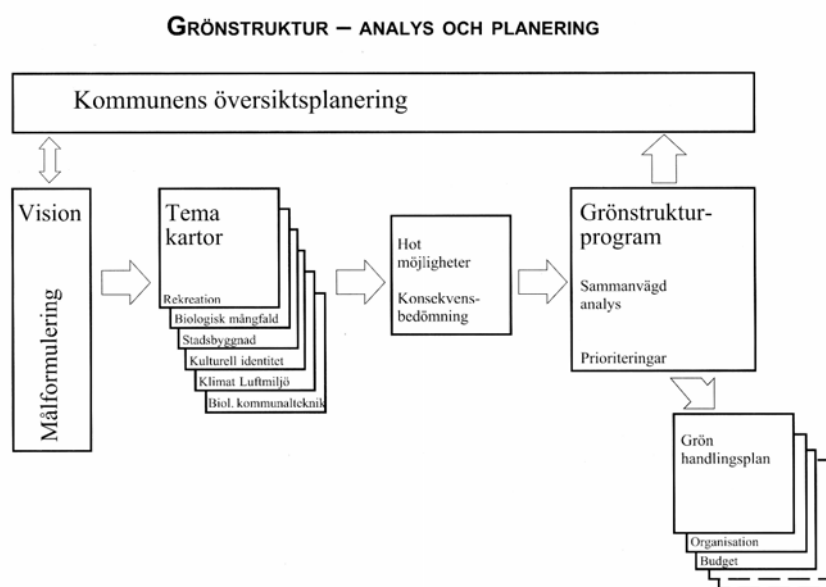 GRÖNSTRUKTUR – ANALYS OCH PLANERING
Kommunens översiktsplanering
Vision
Målformulering
Tema
kartor
Rekreation
Biologisk mångfald
Stadsbyggnad
Kulturell identitet
Klimat Luftmiljö
Biol. kommunalteknik
Hot
möjligheter
Konsekvens-
bedömning
Grönstruktur-
program
Sammanvägd
analys
Prioriteringar
Grön
handlingsplan
Organisation
Budget